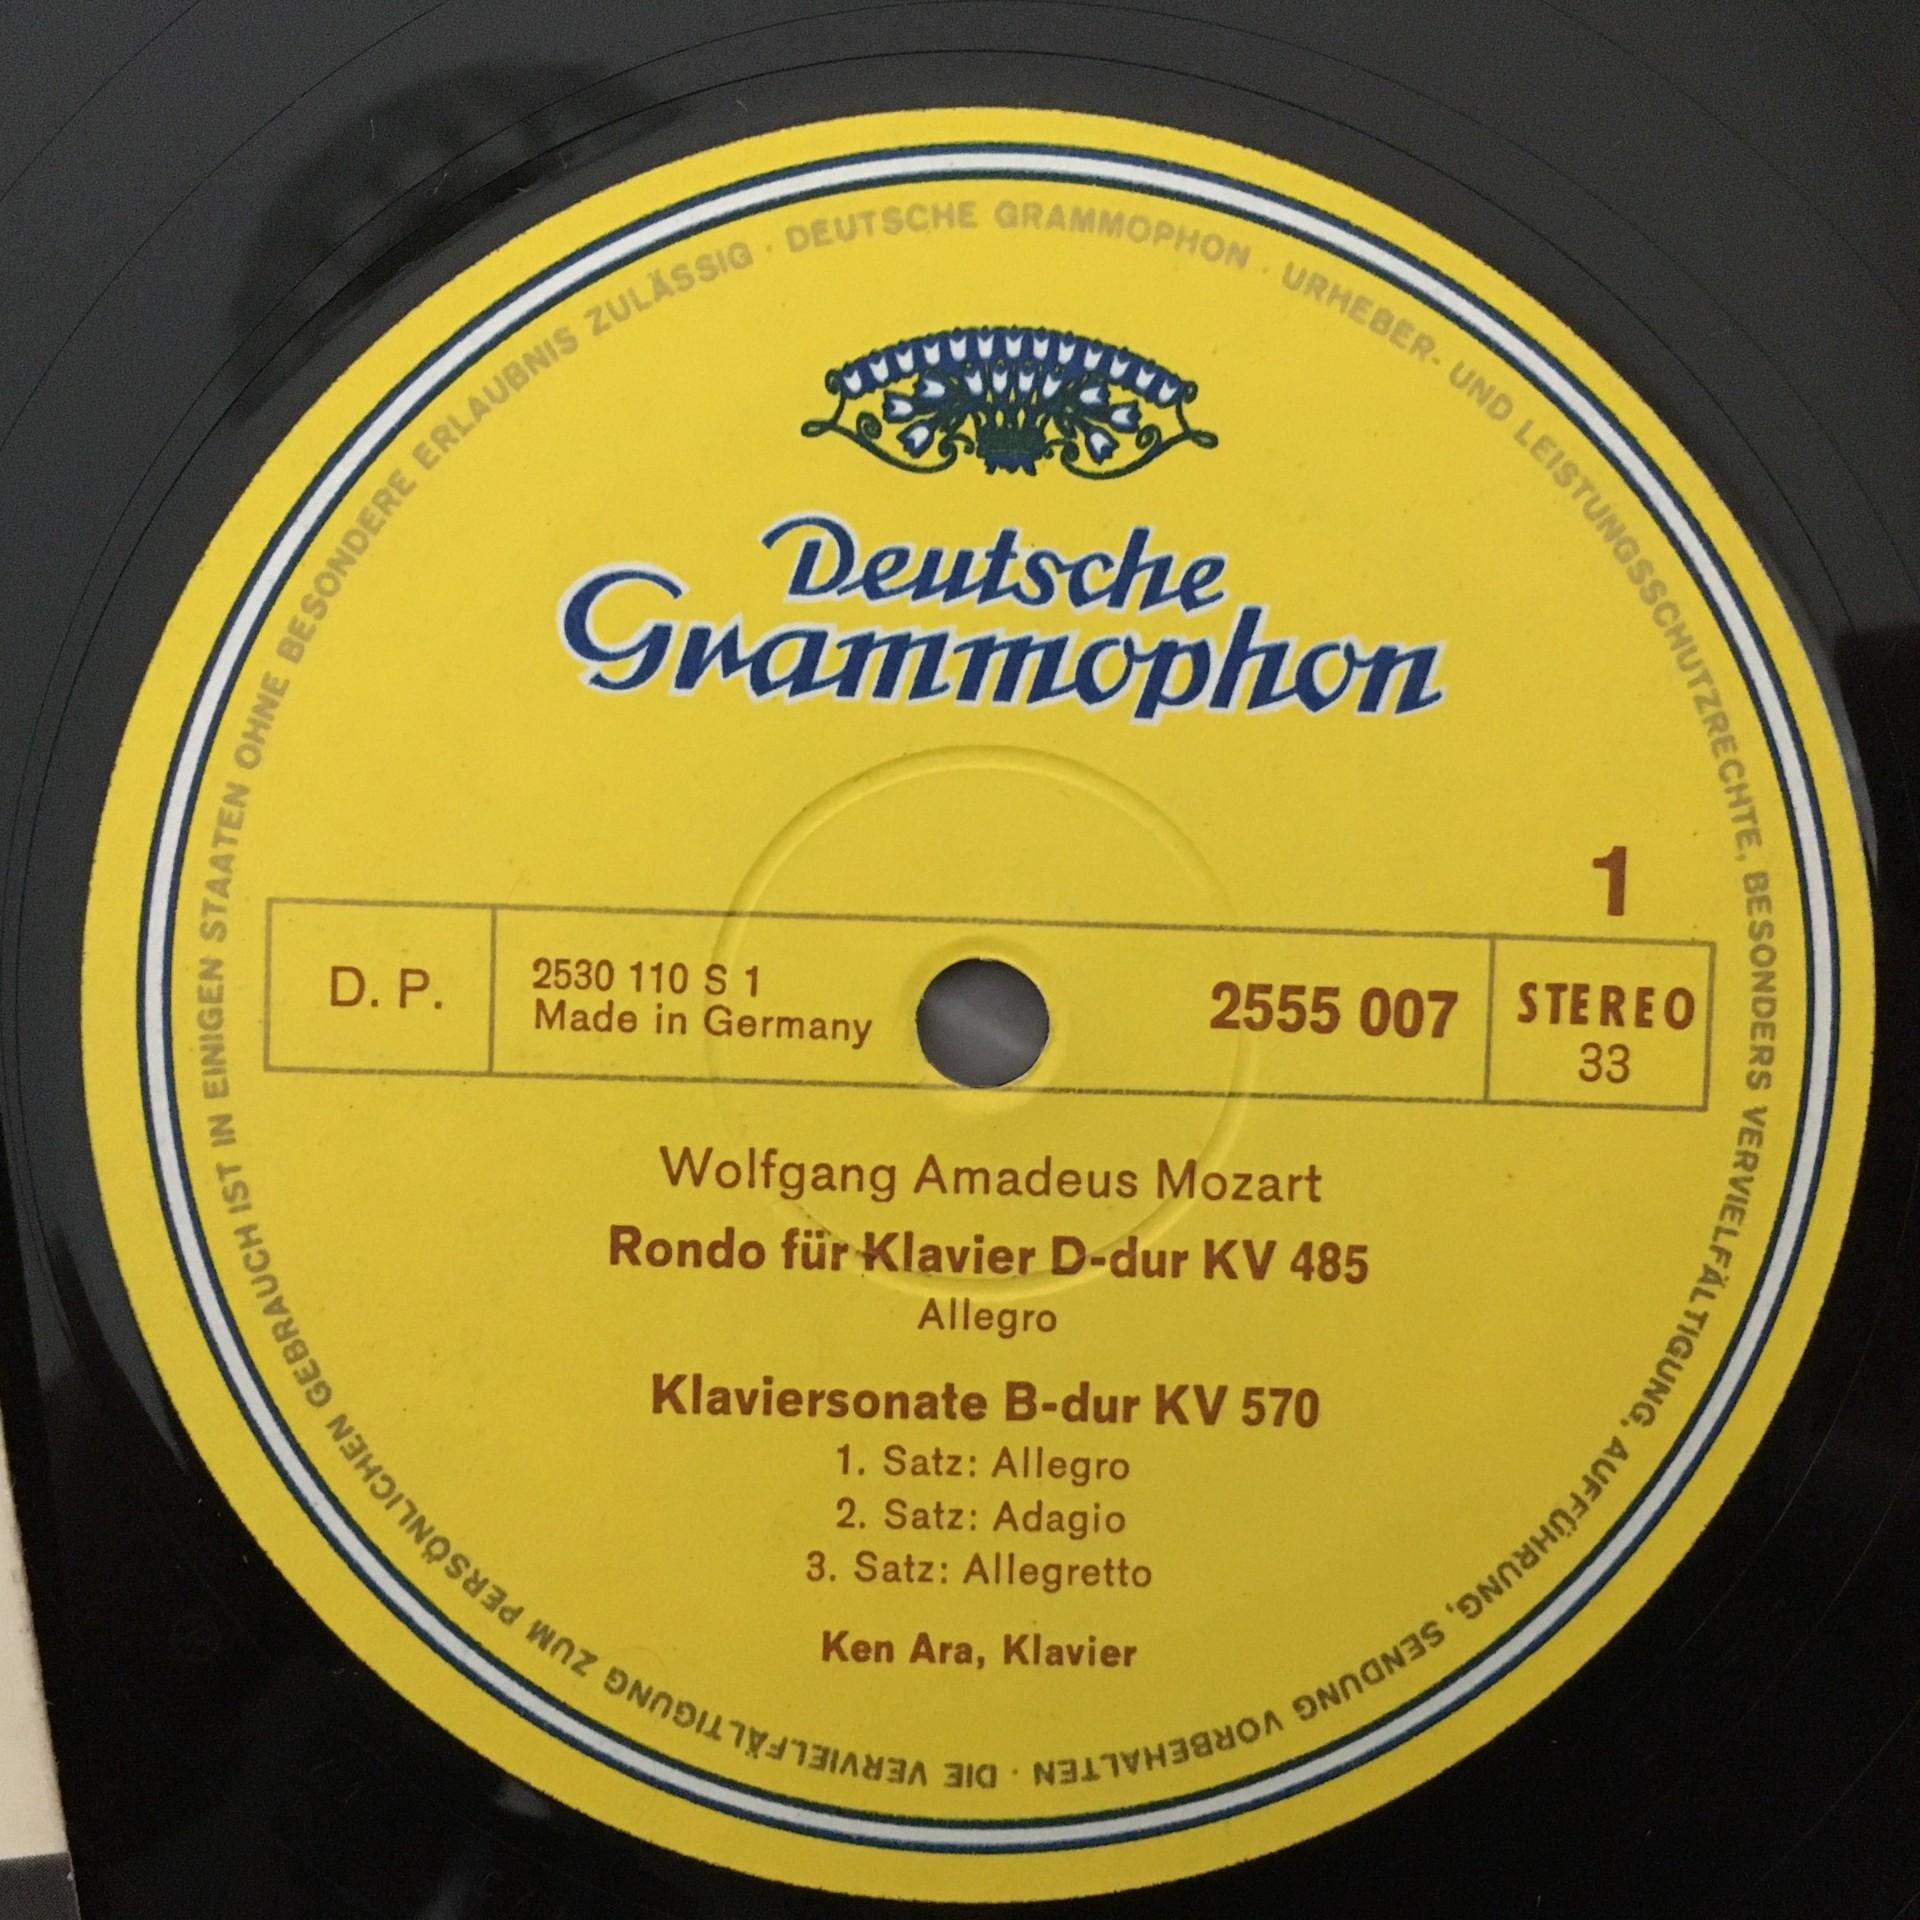 DEUTSCHE GRAMMOPHON · URHEBER- UND LEISTUNGSSCHUTZRECHTE, BESONDERS VERVIELFÄLTIGUNG, AUFFÜHRUNG, SENDUNG VORBEHALTEN · DIE VERVIELFÄLTIGUNG ZUM PERSÖNLICHEN GEBRAUCH IST IN EINIGEN STAATEN OHNE BESONDERE ERLAUBNIS ZULÄSSIG ·
Deutsche
Grammophon
1
D. P.
2530 110 S 1
Made in Germany
2555 007
STEREO
33
Wolfgang Amadeus Mozart
Rondo für Klavier D-dur KV 485
Allegro
Klaviersonate B-dur KV 570
1. Satz: Allegro
2. Satz: Adagio
3. Satz: Allegretto
Ken Ara, Klavier